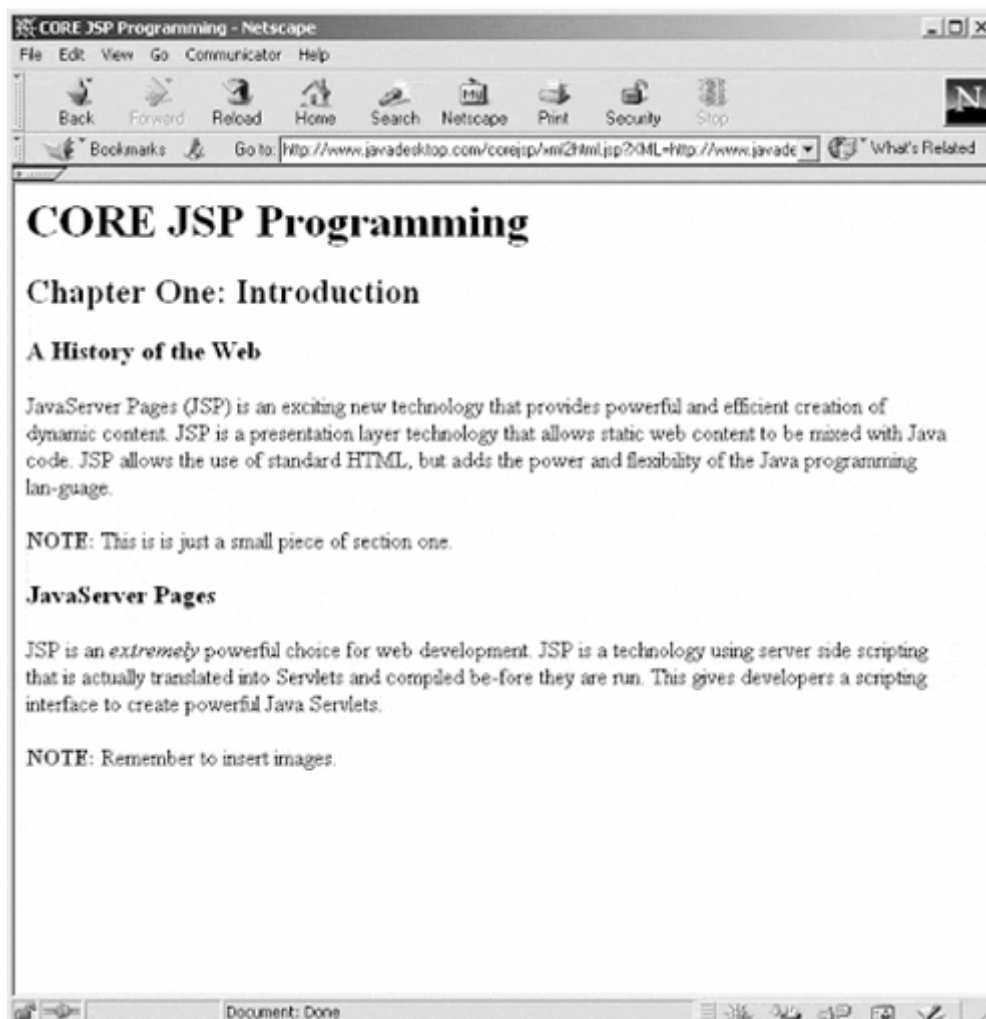 CORE JSP Programming - Netscape
File Edit View Go Communicator Help
Back Forward Reload Home Search Netscape Print Security Stop
My
N
Bookmarks Go to: http://www.javadesktop.com/corejsp/xml2html.jsp?XML=http://www.javade What's Related
CORE JSP Programming
Chapter One: Introduction
A History of the Web
JavaServer Pages (JSP) is an exciting new technology that provides powerful and efficient creation of
dynamic content. JSP is a presentation layer technology that allows static web content to be mixed with Java
code. JSP allows the use of standard HTML, but adds the power and flexibility of the Java programming
lan-guage.
NOTE: This is is just a small piece of section one.
JavaServer Pages
JSP is an extremely powerful choice for web development. JSP is a technology using server side scripting
that is actually translated into Servlets and compiled be-fore they are run. This gives developers a scripting
interface to create powerful Java Servlets.
NOTE: Remember to insert images.
Document: Done